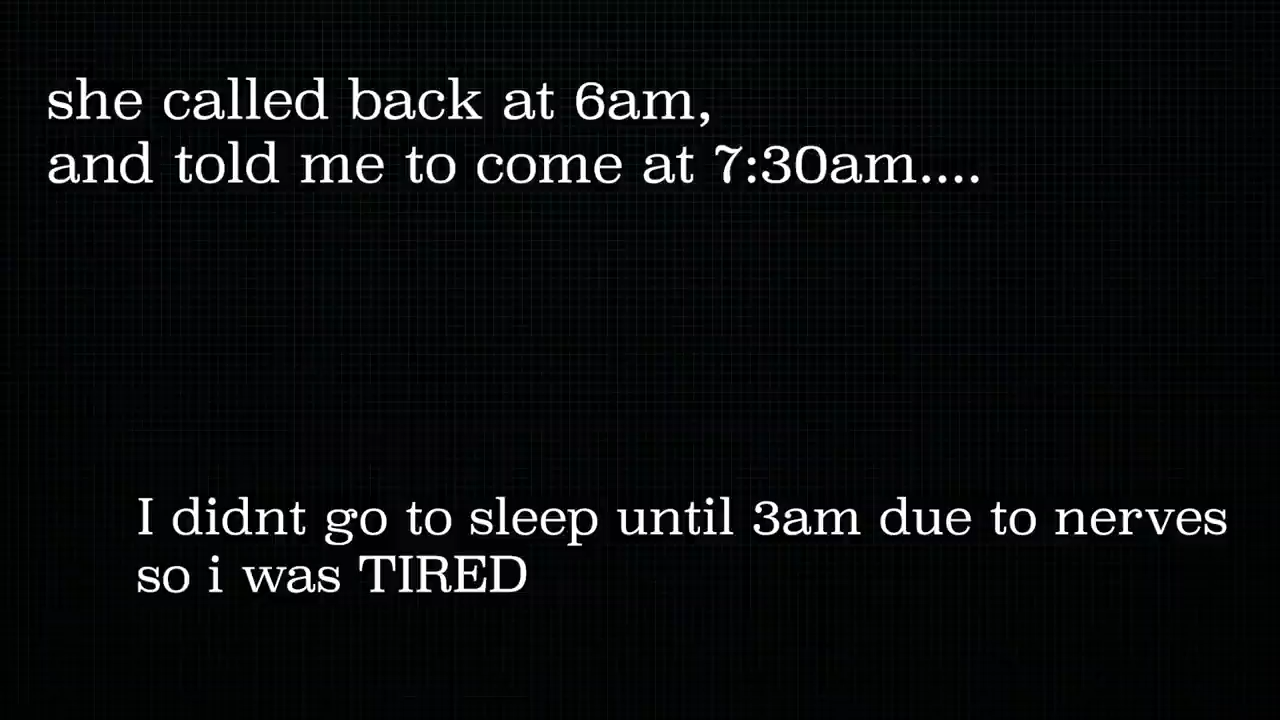 she called back at 6am,
and told me to come at 7:30am....
I didnt go to sleep until 3am due to nerves
so i was TIRED